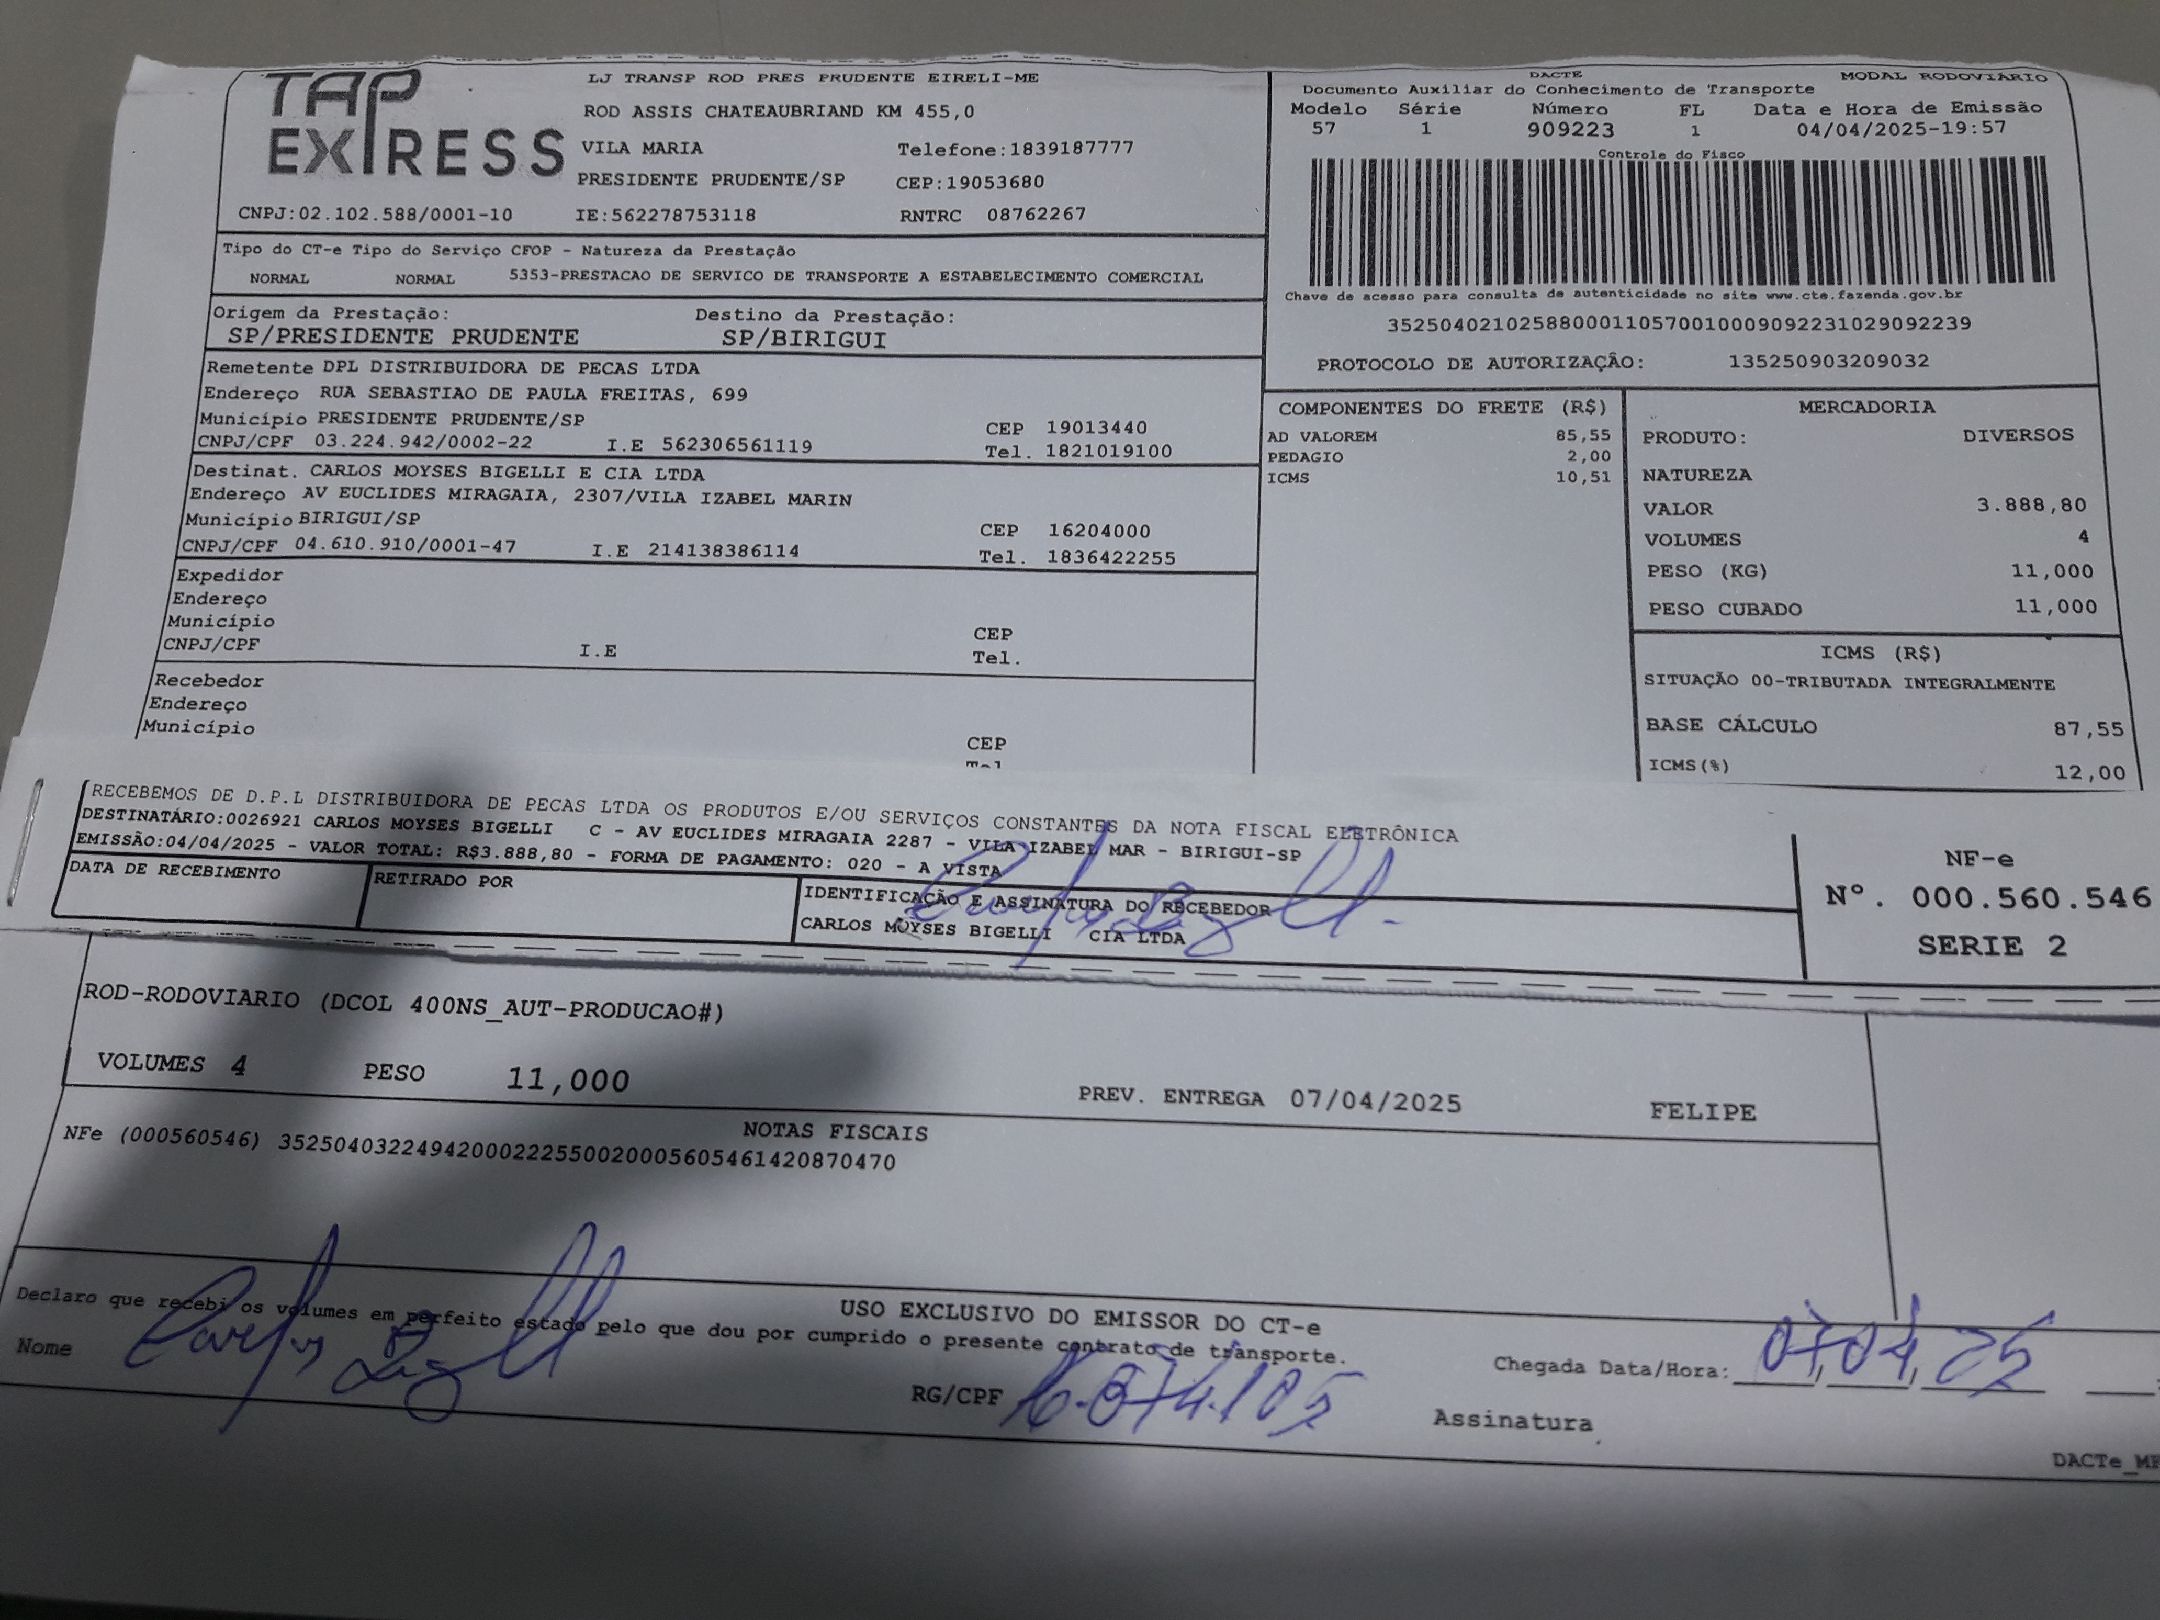 TAP EXPRESS
LJ TRANSP ROD PRES PRUDENTE EIRELI-ME
ROD ASSIS CHATEAUBRIAND KM 455,0
VILA MARIA Telefone:1839187777
PRESIDENTE PRUDENTE/SP CEP:19053680
CNPJ:02.102.588/0001-10 IE:562278753118 RNTRC 08762267
DACTE MODAL RODOVIÁRIO
Documento Auxiliar do Conhecimento de Transporte
Modelo Série Número FL Data e Hora de Emissão
57 1 909223 1 04/04/2025-19:57
Controle do Fisco
Chave de acesso para consulta de autenticidade no site www.cte.fazenda.gov.br
35250402102588000110570010009092231029092239
PROTOCOLO DE AUTORIZAÇÃO: 135250903209032
Tipo do CT-e Tipo do Serviço CFOP - Natureza da Prestação
NORMAL NORMAL 5353-PRESTACAO DE SERVICO DE TRANSPORTE A ESTABELECIMENTO COMERCIAL
Origem da Prestação: Destino da Prestação:
SP/PRESIDENTE PRUDENTE SP/BIRIGUI
Remetente DPL DISTRIBUIDORA DE PECAS LTDA
Endereço RUA SEBASTIAO DE PAULA FREITAS, 699
Município PRESIDENTE PRUDENTE/SP CEP 19013440
CNPJ/CPF 03.224.942/0002-22 I.E 562306561119 Tel. 1821019100
Destinat. CARLOS MOYSES BIGELLI E CIA LTDA
Endereço AV EUCLIDES MIRAGAIA, 2307/VILA IZABEL MARIN
Município BIRIGUI/SP CEP 16204000
CNPJ/CPF 04.610.910/0001-47 I.E 214138386114 Tel. 1836422255
Expedidor
Endereço
Município CEP
CNPJ/CPF I.E Tel.
Recebedor
Endereço
Município CEP
Tel
COMPONENTES DO FRETE (R$)
AD VALOREM 85,55
PEDAGIO 2,00
ICMS 10,51
MERCADORIA
PRODUTO: DIVERSOS
NATUREZA
VALOR 3.888,80
VOLUMES 4
PESO (KG) 11,000
PESO CUBADO 11,000
ICMS (R$)
SITUAÇÃO 00-TRIBUTADA INTEGRALMENTE
BASE CÁLCULO 87,55
ICMS(%) 12,00
RECEBEMOS DE D.P.L DISTRIBUIDORA DE PECAS LTDA OS PRODUTOS E/OU SERVIÇOS CONSTANTES DA NOTA FISCAL ELETRÔNICA
DESTINATÁRIO:0026921 CARLOS MOYSES BIGELLI C - AV EUCLIDES MIRAGAIA 2287 - VILA IZABEL MAR - BIRIGUI-SP
EMISSÃO:04/04/2025 - VALOR TOTAL: R$3.888,80 - FORMA DE PAGAMENTO: 020 - A VISTA
DATA DE RECEBIMENTO RETIRADO POR IDENTIFICAÇÃO E ASSINATURA DO RECEBEDOR
CARLOS MOYSES BIGELLI CIA LTDA
NF-e
Nº. 000.560.546
SERIE 2
ROD-RODOVIARIO (DCOL 400NS_AUT-PRODUCAO#)
VOLUMES 4 PESO 11,000 PREV. ENTREGA 07/04/2025 FELIPE
NOTAS FISCAIS
NFe (000560546) 35250403224942000222550020005605461420870470
USO EXCLUSIVO DO EMISSOR DO CT-e
Declaro que recebi os volumes em perfeito estado pelo que dou por cumprido o presente contrato de transporte.
Nome Carlos Bigelli RG/CPF 16.874.105 Chegada Data/Hora: 07,04,25
Assinatura